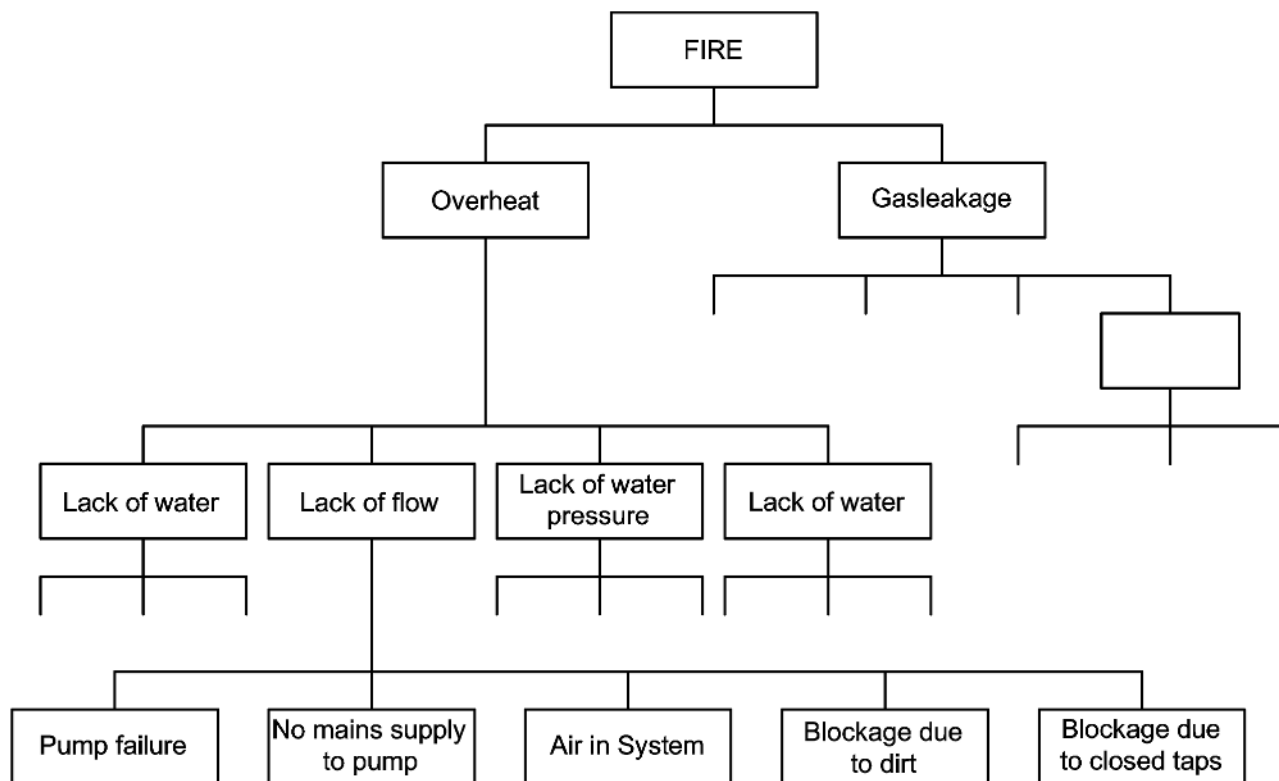 FIRE
Overheat
Gasleakage
Lack of water
Lack of flow
Lack of water
pressure
Lack of water
Pump failure
No mains supply
to pump
Air in System
Blockage due
to dirt
Blockage due
to closed taps